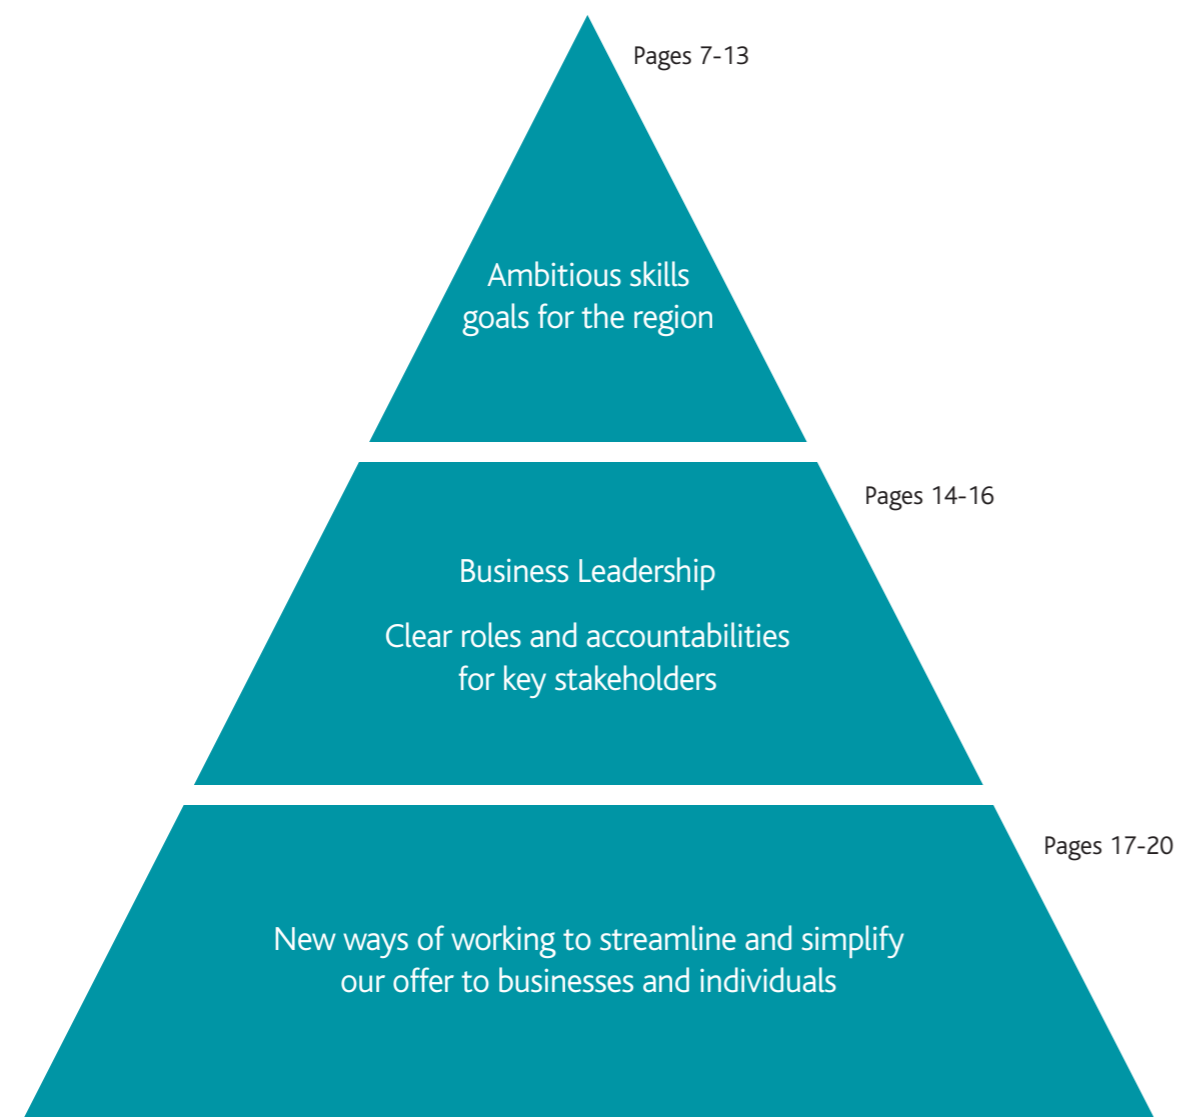 Pages 7-13
Ambitious skills
goals for the region
Pages 14-16
Business Leadership
Clear roles and accountabilities
for key stakeholders
Pages 17-20
New ways of working to streamline and simplify
our offer to businesses and individuals